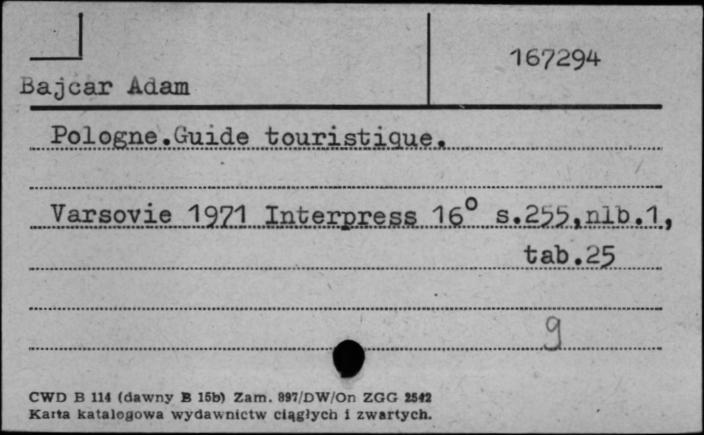 167294
Bajcar Adam
Pologne.Guide touristique.
Varsovie 1971 Interpress 16° s.255,nlb.1,
tab.25
9
CWD B 114 (dawny B 15b) Zam. 897/DW/On ZGG 2542
Karta katalogowa wydawnictw ciągłych i zwartych.